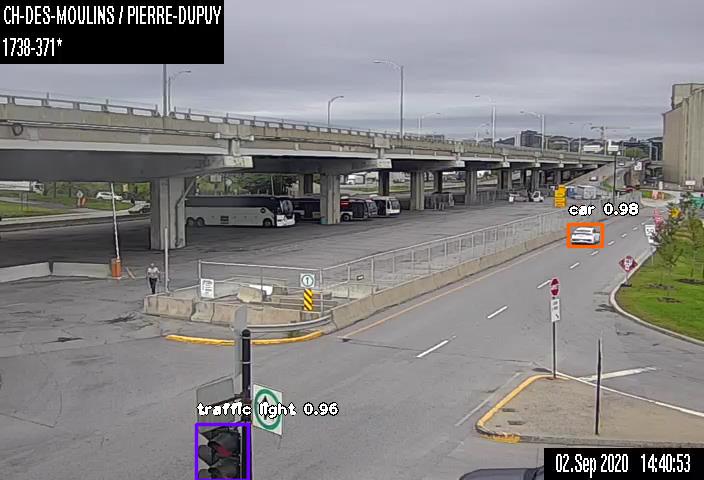 CH-DES-MOULINS / PIERRE-DUPUY
1738-371*
car 0.98
traffic light 0.96
02.Sep 2020 14:40:53